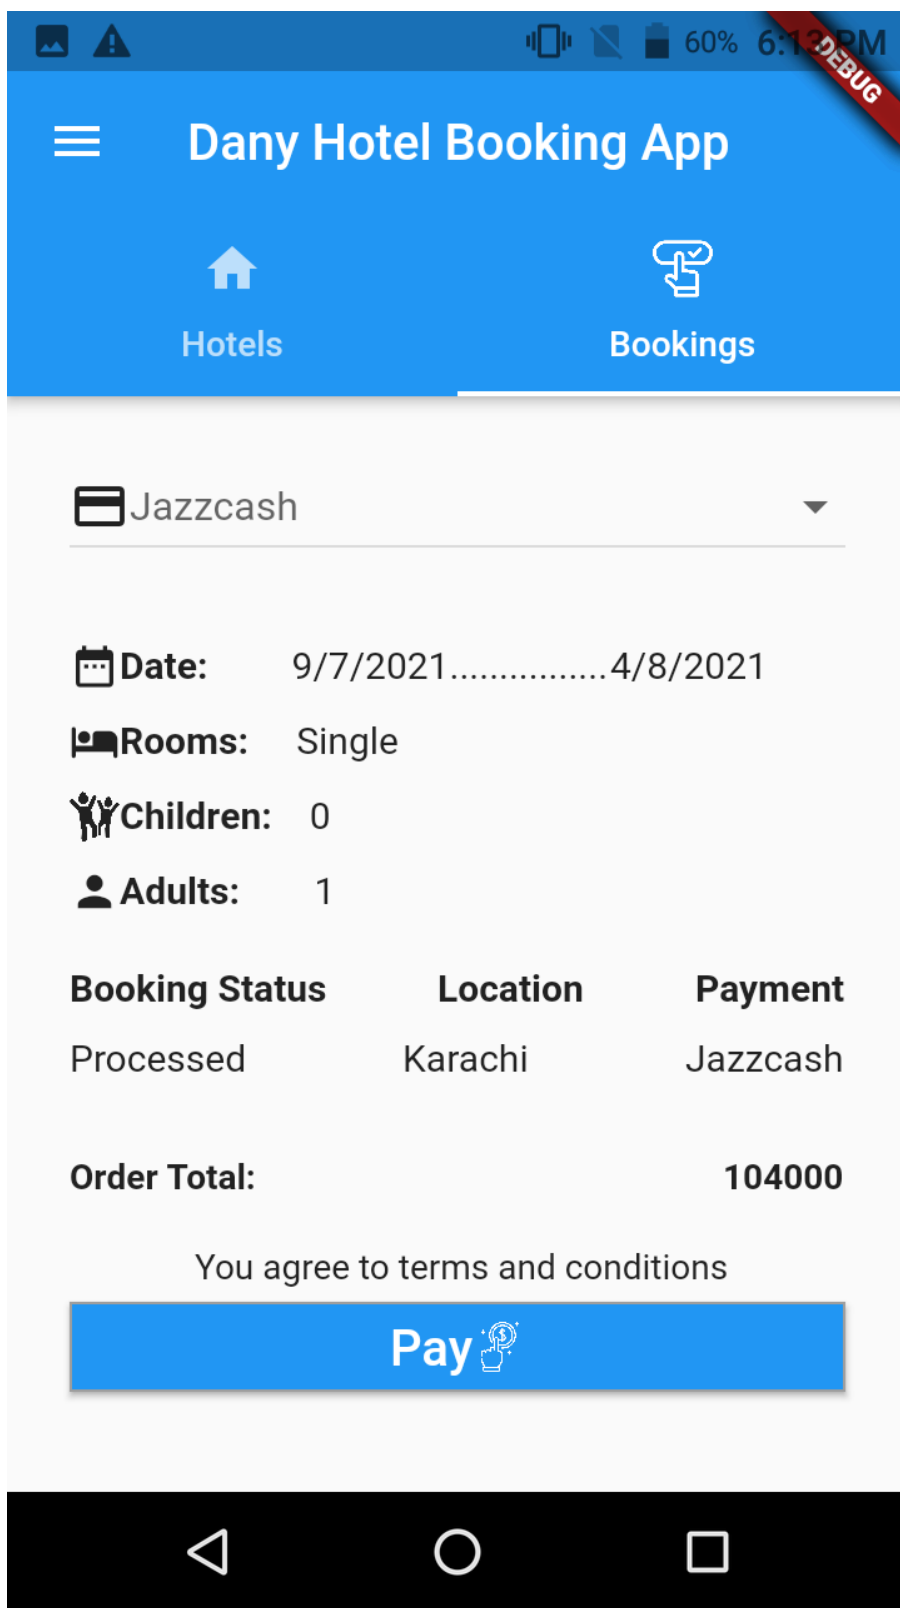 60% 6:13 PM
DEBUG
Dany Hotel Booking App
Hotels Bookings
Jazzcash
Date: 9/7/2021................4/8/2021
Rooms: Single
Children: 0
Adults: 1
Booking Status Location Payment
Processed Karachi Jazzcash
Order Total: 104000
You agree to terms and conditions
Pay